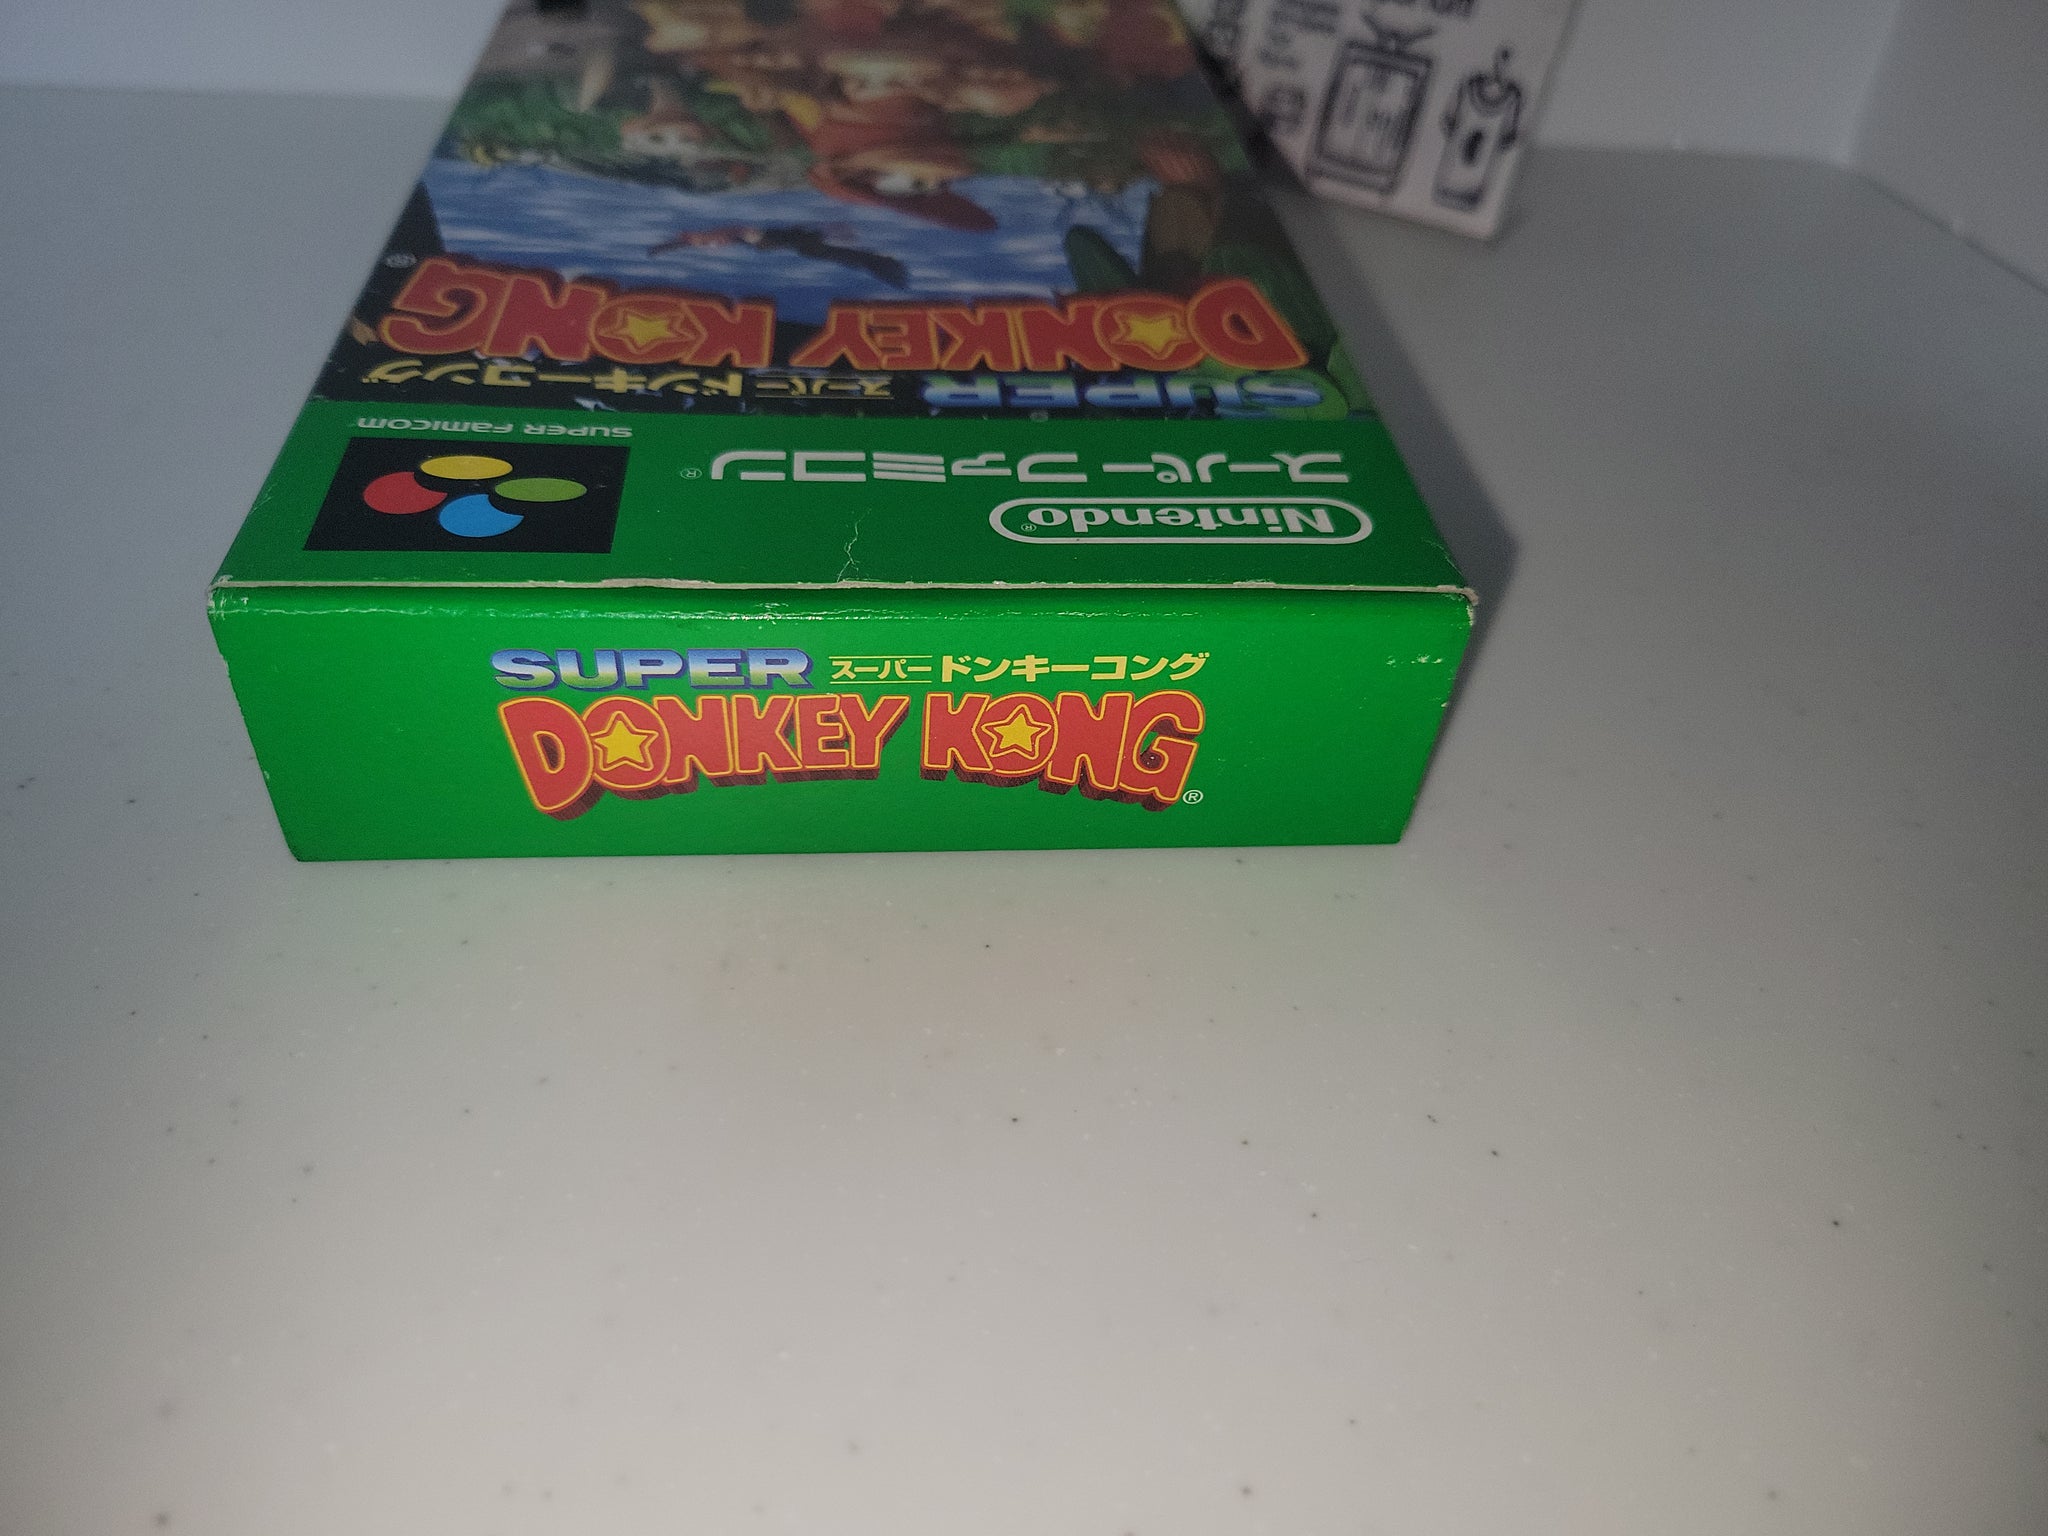 SUPER スーパー ドンキーコング
DONKEY KONG®
Nintendo®
スーパーファミコン®
SUPER FAMICOM
SUPER スーパー ドンキーコング
DONKEY KONG®